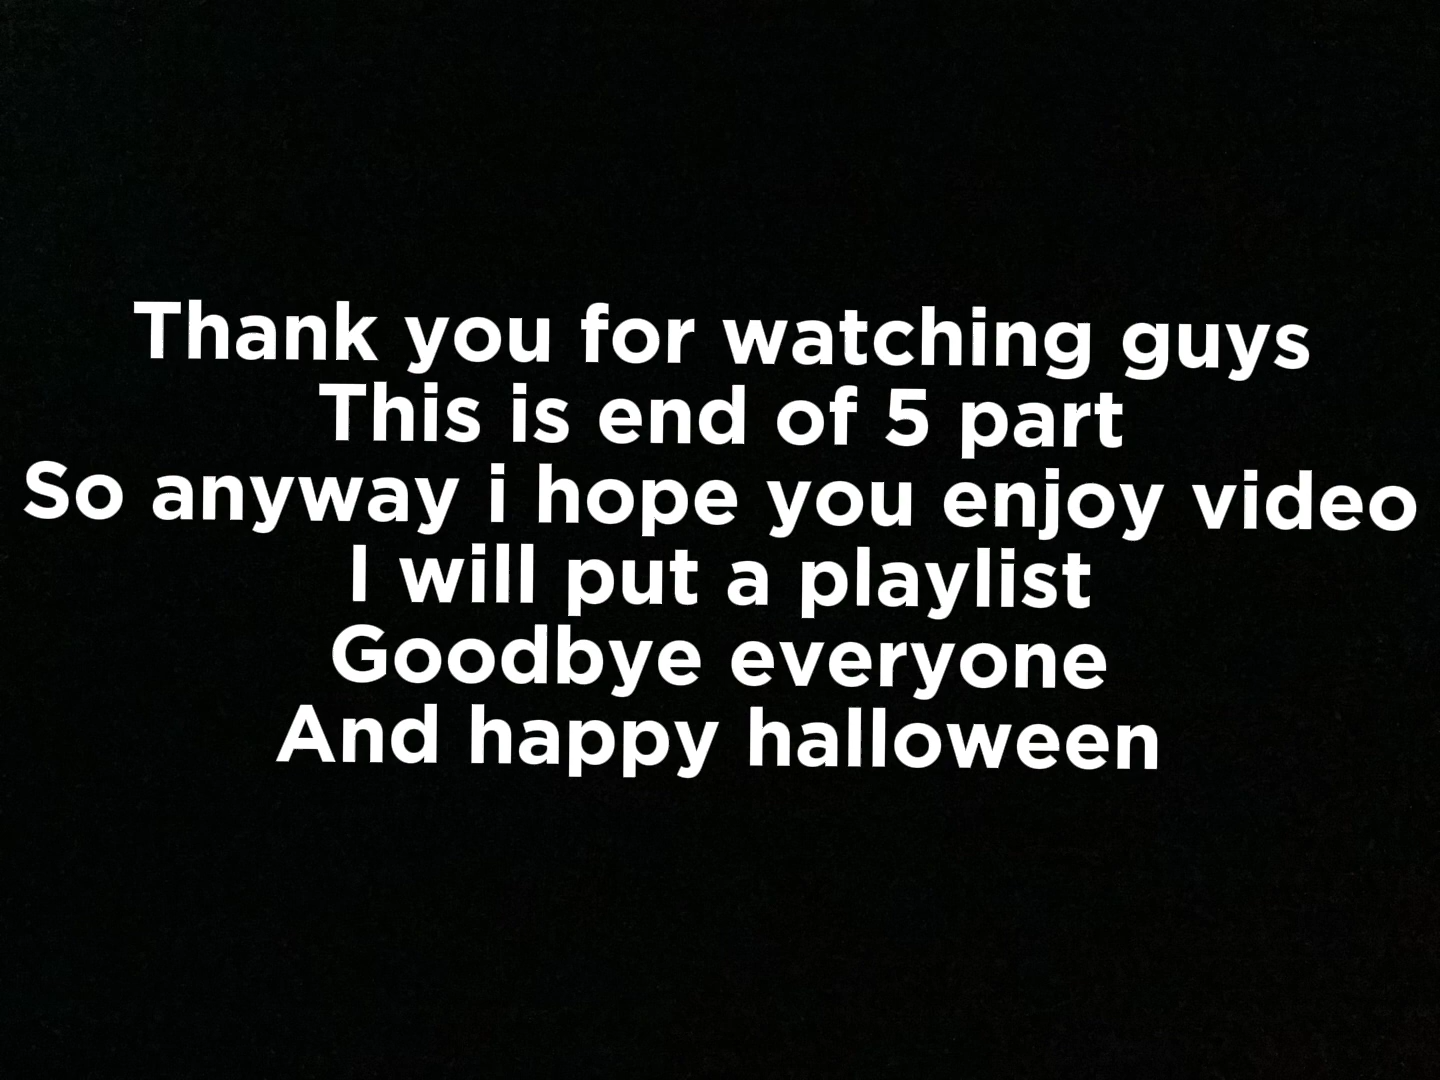 Thank you for watching guys
This is end of 5 part
So anyway i hope you enjoy video
I will put a playlist
Goodbye everyone
And happy halloween